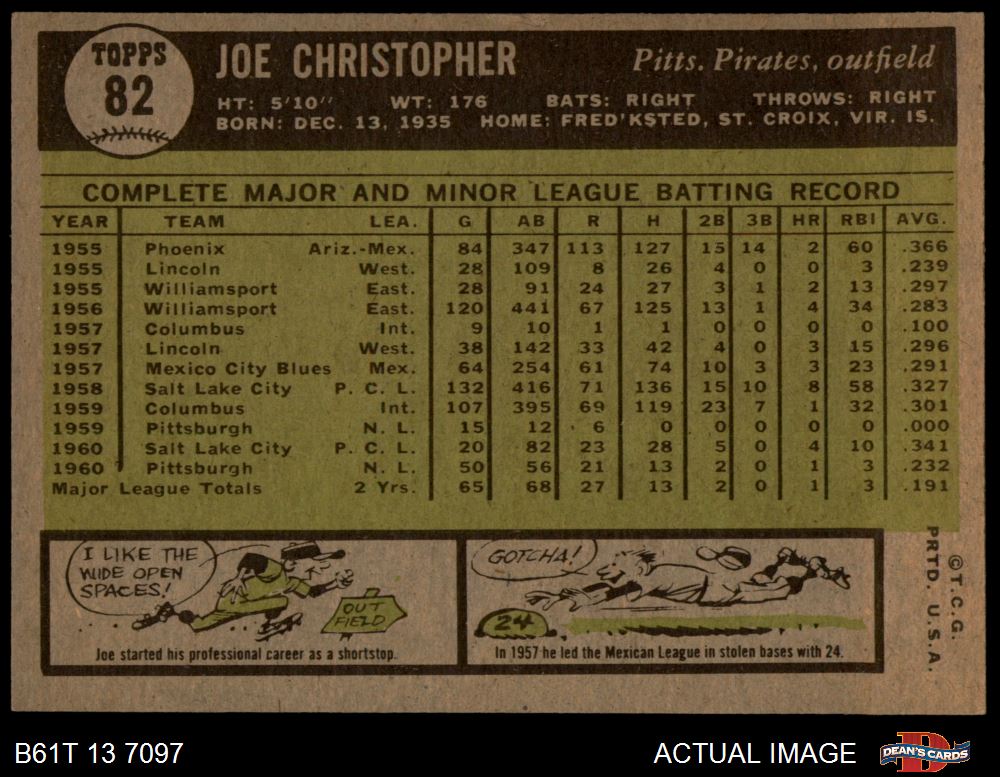 TOPPS
82
JOE CHRISTOPHER
Pitts. Pirates, outfield
HT: 5'10" WT: 176 BATS: RIGHT THROWS: RIGHT
BORN: DEC. 13, 1935 HOME: FRED'KSTED, ST. CROIX, VIR. IS.
COMPLETE MAJOR AND MINOR LEAGUE BATTING RECORD
YEAR TEAM LEA. G AB R H 2B 3B HR RBI AVG.
1955 Phoenix Ariz.-Mex. 84 347 113 127 15 14 2 60 .366
1955 Lincoln West. 28 109 8 26 4 0 0 3 .239
1955 Williamsport East. 28 91 24 27 3 1 2 13 .297
1956 Williamsport East. 120 441 67 125 13 1 4 34 .283
1957 Columbus Int. 9 10 1 1 0 0 0 0 .100
1957 Lincoln West. 38 142 33 42 4 0 3 15 .296
1957 Mexico City Blues Mex. 64 254 61 74 10 3 3 23 .291
1958 Salt Lake City P. C. L. 132 416 71 136 15 10 8 58 .327
1959 Columbus Int. 107 395 69 119 23 7 1 32 .301
1959 Pittsburgh N. L. 15 12 6 0 0 0 0 0 .000
1960 Salt Lake City P. C. L. 20 82 23 28 5 0 4 10 .341
1960 Pittsburgh N. L. 50 56 21 13 2 0 1 3 .232
Major League Totals 2 Yrs. 65 68 27 13 2 0 1 3 .191
I LIKE THE
WIDE OPEN
SPACES!
OUT
FIELD
Joe started his professional career as a shortstop.
GOTCHA!
24
In 1957 he led the Mexican League in stolen bases with 24.
©T.C.G.
PRTD. U.S.A.
B61T 13 7097
ACTUAL IMAGE
DEAN'S CARDS